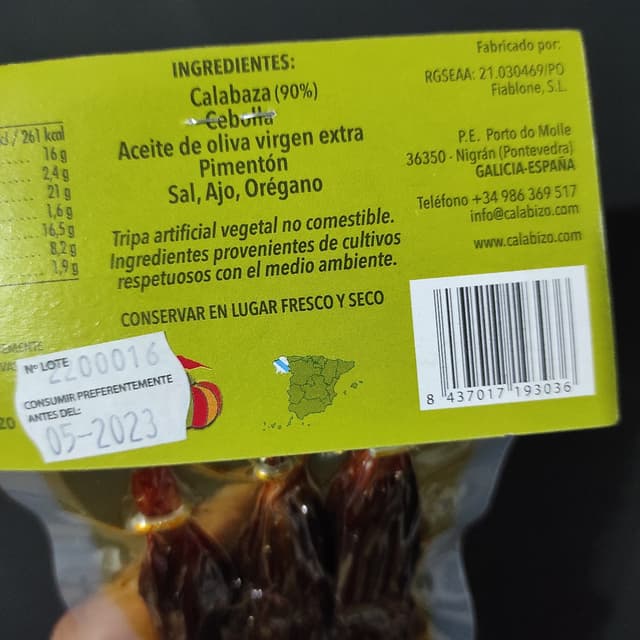 INGREDIENTES:
Calabaza (90%)
Cebolla
Aceite de oliva virgen extra
Pimentón
Sal, Ajo, Orégano
Tripa artificial vegetal no comestible.
Ingredientes provenientes de cultivos
respetuosos con el medio ambiente.
CONSERVAR EN LUGAR FRESCO Y SECO
Fabricado por:
RGSEAA: 21.030469/PO
Fiablone, S.L.
P.E. Porto do Molle
36350 - Nigrán (Pontevedra)
GALICIA-ESPAÑA
Teléfono +34 986 369 517
info@calabizo.com
www.calabizo.com
8 437017 193036
/ 261 kcal
16 g
2,4 g
21 g
1,6 g
16,5 g
8,2 g
1,9 g
Nº LOTE 2200016
CONSUMIR PREFERENTEMENTE
ANTES DEL:
05-2023